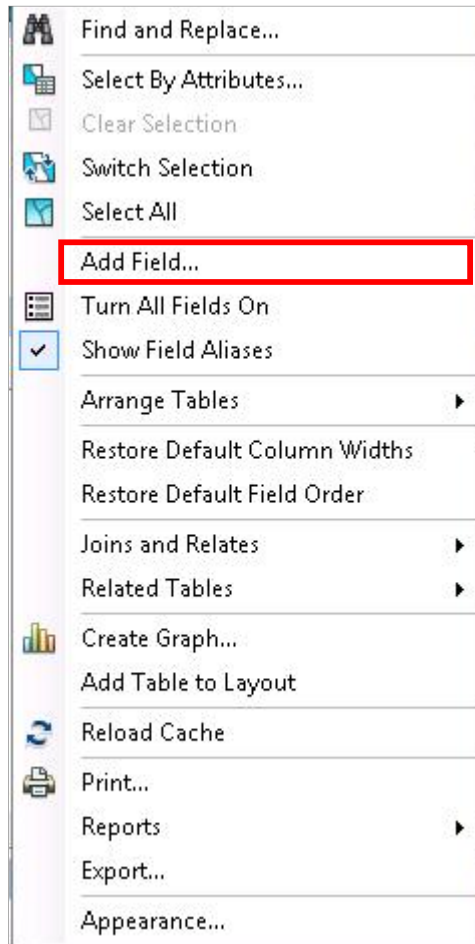 Find and Replace...
Select By Attributes...
Clear Selection
Switch Selection
Select All
Add Field...
Turn All Fields On
Show Field Aliases
Arrange Tables
Restore Default Column Widths
Restore Default Field Order
Joins and Relates
Related Tables
Create Graph...
Add Table to Layout
Reload Cache
Print...
Reports
Export...
Appearance...